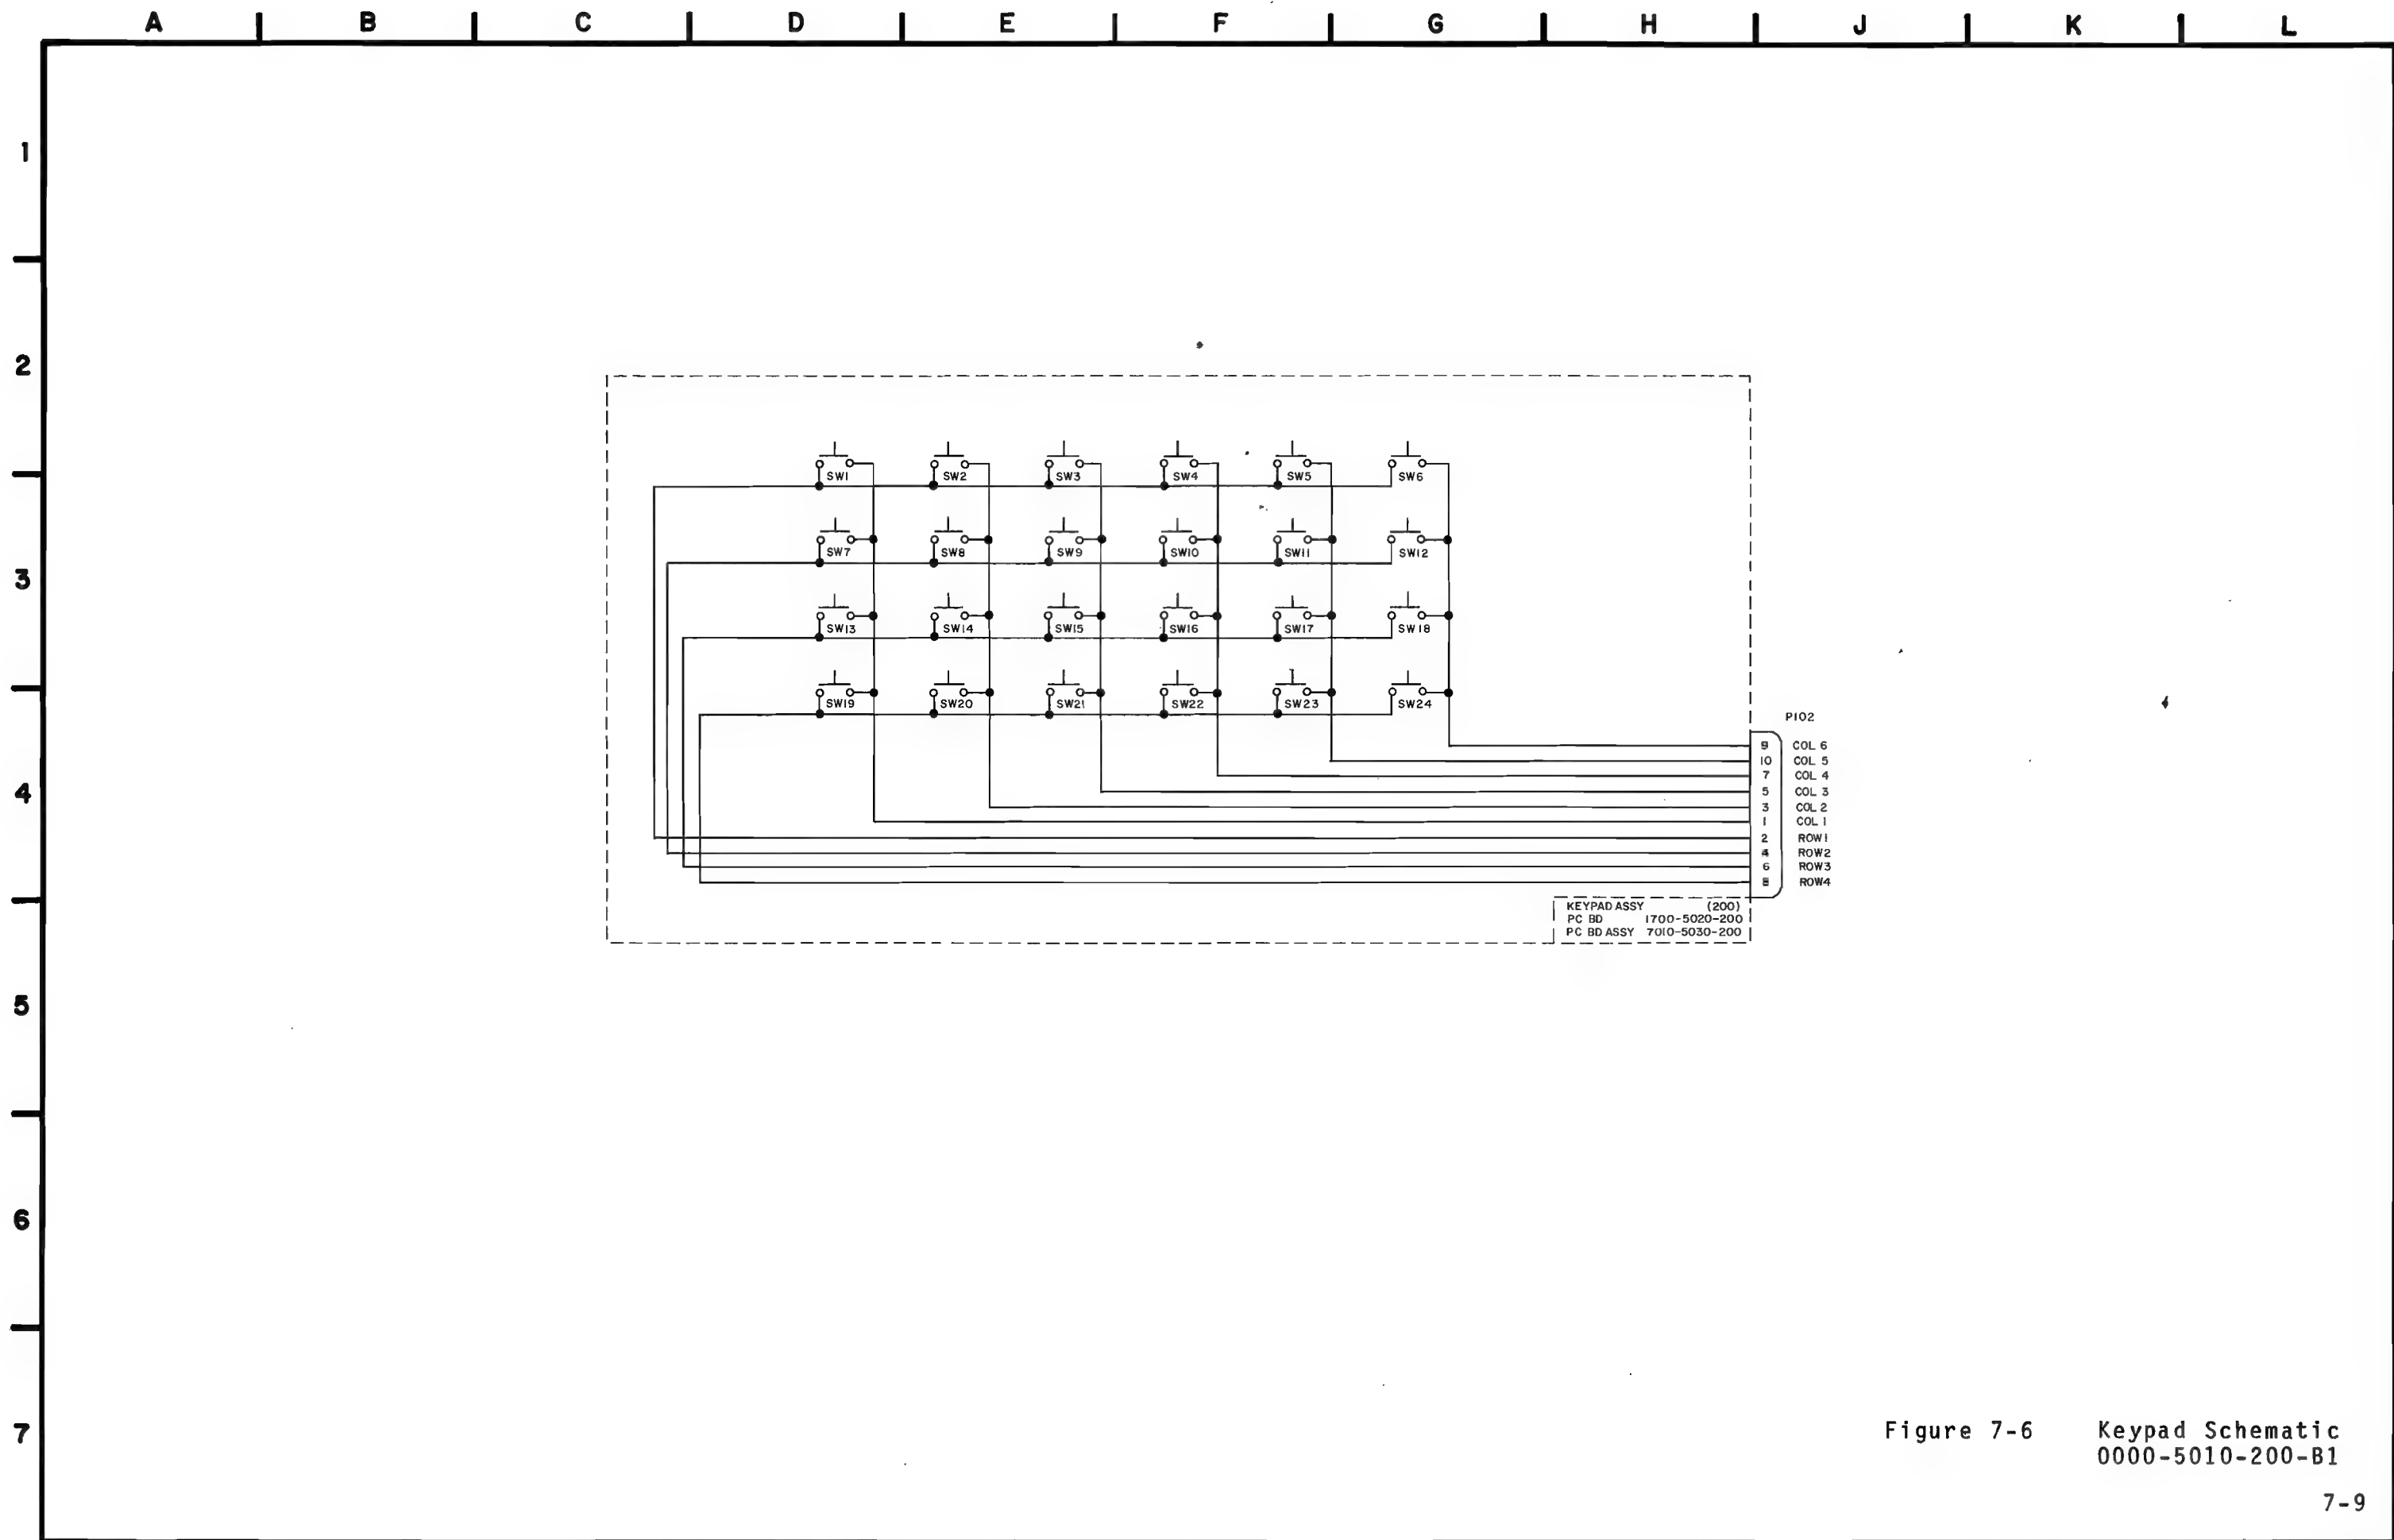 A B C D E F G H J K L
1
2
3
4
5
6
7
SW1 SW2 SW3 SW4 SW5 SW6
SW7 SW8 SW9 SW10 SW11 SW12
SW13 SW14 SW15 SW16 SW17 SW18
SW19 SW20 SW21 SW22 SW23 SW24
P102
9 COL 6
10 COL 5
7 COL 4
5 COL 3
3 COL 2
1 COL 1
2 ROW1
4 ROW2
6 ROW3
8 ROW4
KEYPAD ASSY (200)
PC BD 1700-5020-200
PC BD ASSY 7010-5030-200
Figure 7-6 Keypad Schematic
0000-5010-200-B1
7-9